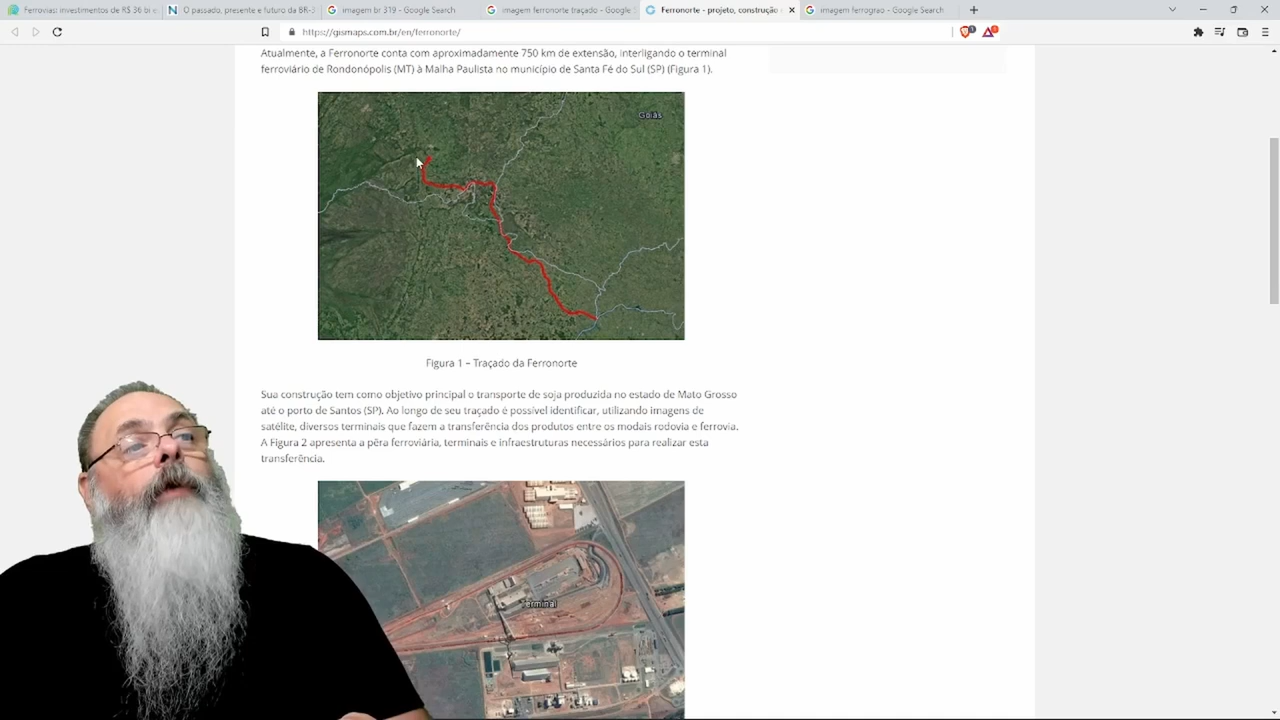 Ferrovias: investimentos de R$ 36 bi e
O passado, presente e futuro da BR-3
imagem br 319 - Google Search
imagem ferronorte traçado - Google S
Ferronorte - projeto, construção e
imagem ferrograo - Google Search
https://gismaps.com.br/en/ferronorte/
Atualmente, a Ferronorte conta com aproximadamente 750 km de extensão, interligando o terminal
ferroviário de Rondonópolis (MT) à Malha Paulista no município de Santa Fé do Sul (SP) (Figura 1).
Goiás
Figura 1 – Traçado da Ferronorte
Sua construção tem como objetivo principal o transporte de soja produzida no estado de Mato Grosso
até o porto de Santos (SP). Ao longo de seu traçado é possível identificar, utilizando imagens de
satélite, diversos terminais que fazem a transferência dos produtos entre os modais rodovia e ferrovia.
A Figura 2 apresenta a pêra ferroviária, terminais e infraestruturas necessários para realizar esta
transferência.
Terminal